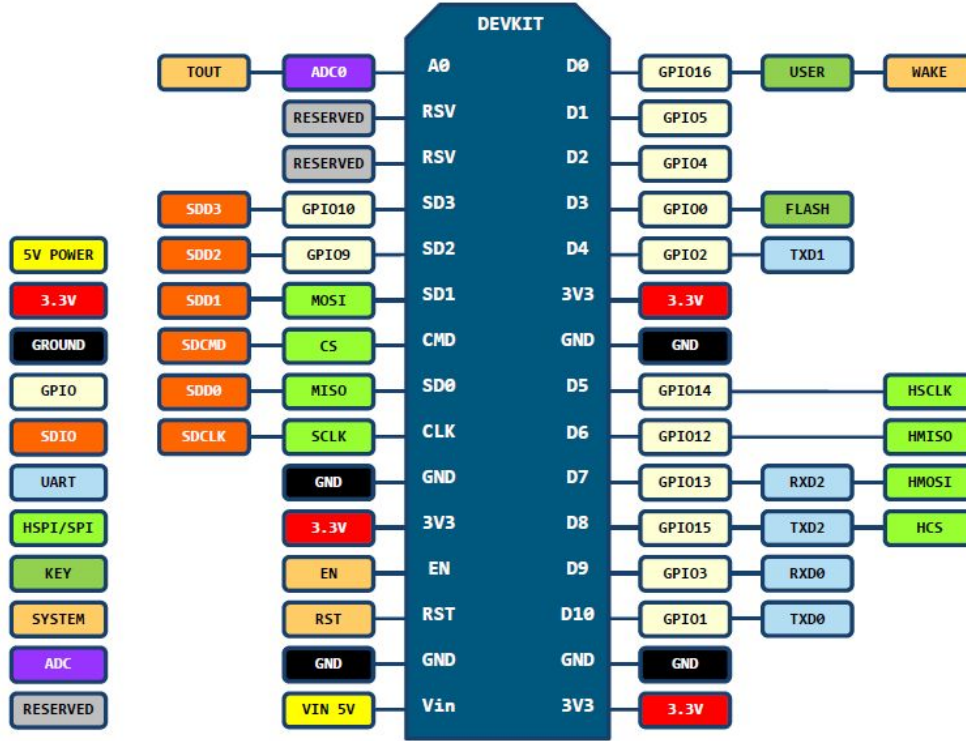 DEVKIT
TOUT ADC0 A0 D0 GPIO16 USER WAKE
RESERVED RSV D1 GPIO5
RESERVED RSV D2 GPIO4
SDD3 GPIO10 SD3 D3 GPIO0 FLASH
5V POWER SDD2 GPIO9 SD2 D4 GPIO2 TXD1
3.3V SDD1 MOSI SD1 3V3 3.3V
GROUND SDCMD CS CMD GND GND
GPIO SDD0 MISO SD0 D5 GPIO14 HSCLK
SDIO SDCLK SCLK CLK D6 GPIO12 HMISO
UART GND GND D7 GPIO13 RXD2 HMOSI
HSPI/SPI 3.3V 3V3 D8 GPIO15 TXD2 HCS
KEY EN EN D9 GPIO3 RXD0
SYSTEM RST RST D10 GPIO1 TXD0
ADC GND GND GND GND
RESERVED VIN 5V Vin 3V3 3.3V